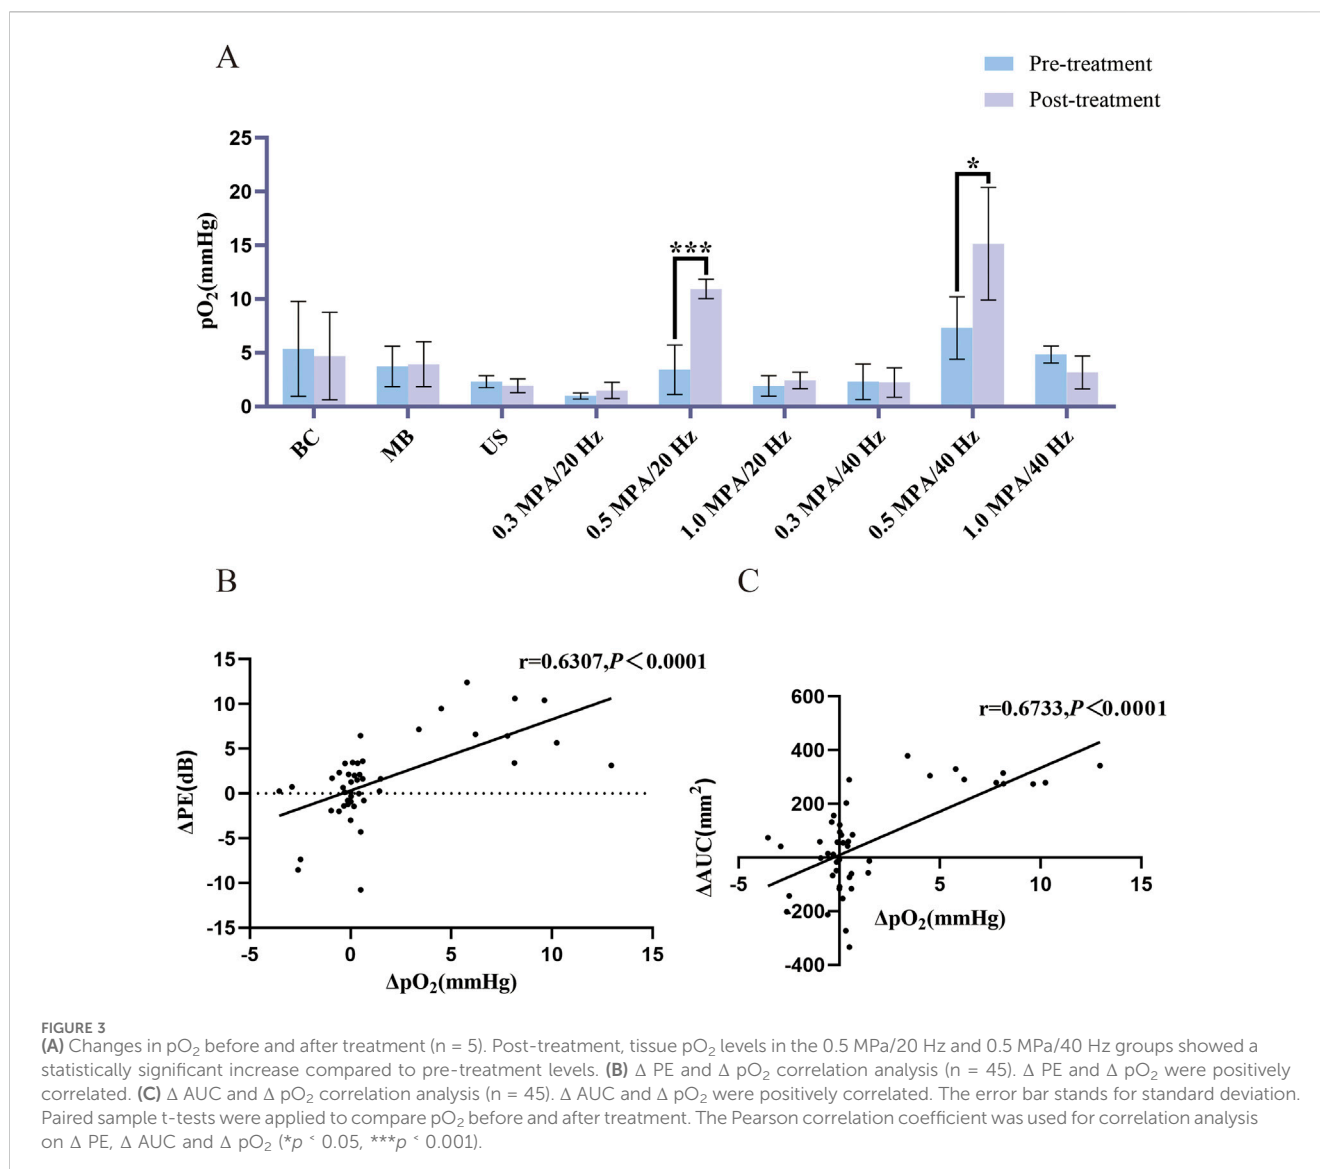 A
Pre-treatment
Post-treatment
25
20
15
10
5
0
pO₂(mmHg)
***
*
BC
MB
US
0.3 MPA/20 Hz
0.5 MPA/20 Hz
1.0 MPA/20 Hz
0.3 MPA/40 Hz
0.5 MPA/40 Hz
1.0 MPA/40 Hz
B
r=0.6307,P<0.0001
15
10
5
0
-5
-10
-15
ΔPE(dB)
-5
0
5
10
15
ΔpO₂(mmHg)
C
r=0.6733,P<0.0001
600
400
200
-200
-400
ΔAUC(mm²)
-5
5
10
15
ΔpO₂(mmHg)
FIGURE 3
(A) Changes in pO₂ before and after treatment (n = 5). Post-treatment, tissue pO₂ levels in the 0.5 MPa/20 Hz and 0.5 MPa/40 Hz groups showed a
statistically significant increase compared to pre-treatment levels. (B) Δ PE and Δ pO₂ correlation analysis (n = 45). Δ PE and Δ pO₂ were positively
correlated. (C) Δ AUC and Δ pO₂ correlation analysis (n = 45). Δ AUC and Δ pO₂ were positively correlated. The error bar stands for standard deviation.
Paired sample t-tests were applied to compare pO₂ before and after treatment. The Pearson correlation coefficient was used for correlation analysis
on Δ PE, Δ AUC and Δ pO₂ (*p < 0.05, ***p < 0.001).